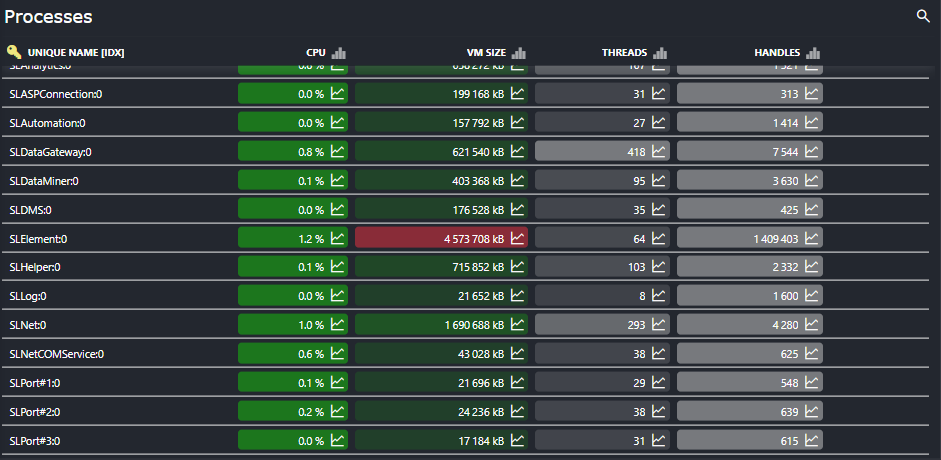 Processes
UNIQUE NAME [IDX] CPU VM SIZE THREADS HANDLES
SLAnalytics:0
SLASPConnection:0 0.0 % 199 168 kB 31 313
SLAutomation:0 0.0 % 157 792 kB 27 1 414
SLDataGateway:0 0.8 % 621 540 kB 418 7 544
SLDataMiner:0 0.1 % 403 368 kB 95 3 630
SLDMS:0 0.0 % 176 528 kB 35 425
SLElement:0 1.2 % 4 573 708 kB 64 1 409 403
SLHelper:0 0.1 % 715 852 kB 103 2 332
SLLog:0 0.0 % 21 652 kB 8 1 600
SLNet:0 1.0 % 1 690 688 kB 293 4 280
SLNetCOMService:0 0.6 % 43 028 kB 38 625
SLPort#1:0 0.1 % 21 696 kB 29 548
SLPort#2:0 0.2 % 24 236 kB 38 639
SLPort#3:0 0.0 % 17 184 kB 31 615